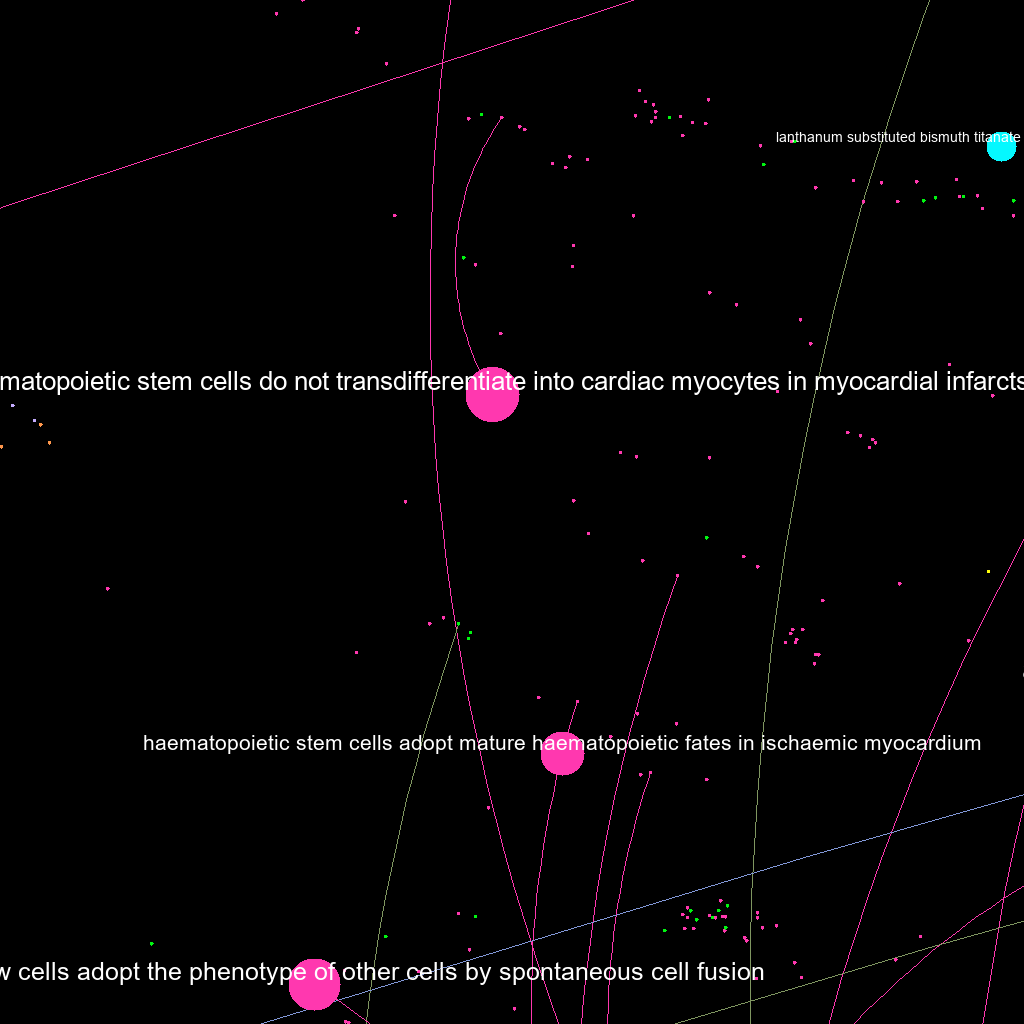 lanthanum substituted bismuth titanate
matopoietic stem cells do not transdifferentiate into cardiac myocytes in myocardial infarcts
haematopoietic stem cells adopt mature haematopoietic fates in ischaemic myocardium
w cells adopt the phenotype of other cells by spontaneous cell fusion